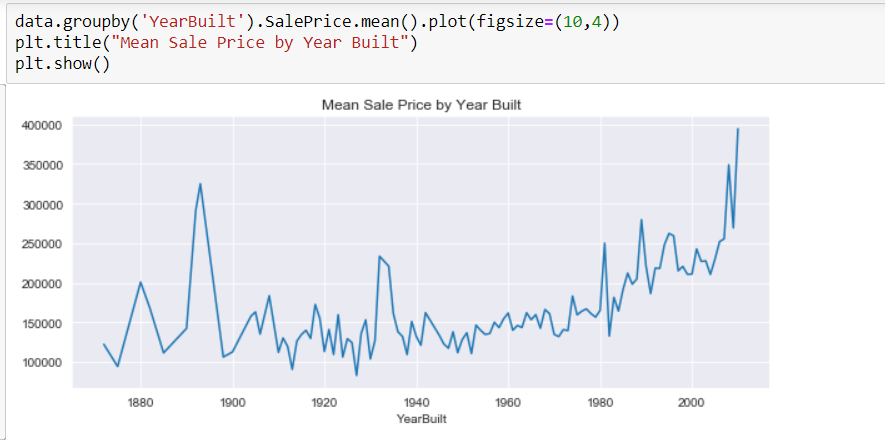 data.groupby('YearBuilt').SalePrice.mean().plot(figsize=(10,4))
plt.title("Mean Sale Price by Year Built")
plt.show()
Mean Sale Price by Year Built
400000
350000
300000
250000
200000
150000
100000
1880 1900 1920 1940 1960 1980 2000
YearBuilt